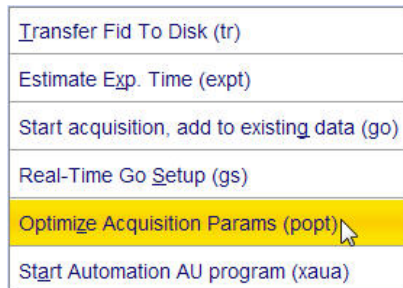 Transfer Fid To Disk (tr)
Estimate Exp. Time (expt)
Start acquisition, add to existing data (go)
Real-Time Go Setup (gs)
Optimize Acquisition Params (popt)
Start Automation AU program (xaua)